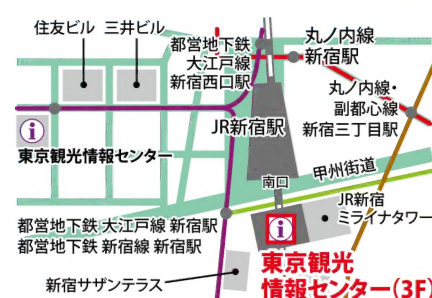 住友ビル
三井ビル
都営地下鉄
大江戸線
新宿西口駅
丸ノ内線
新宿駅
丸ノ内線・
副都心線
新宿三丁目駅
JR新宿駅
東京観光情報センター
甲州街道
南口
JR新宿
ミライナタワー
都営地下鉄 大江戸線 新宿駅
都営地下鉄 新宿線 新宿駅
新宿サザンテラス
東京観光
情報センター(3F)